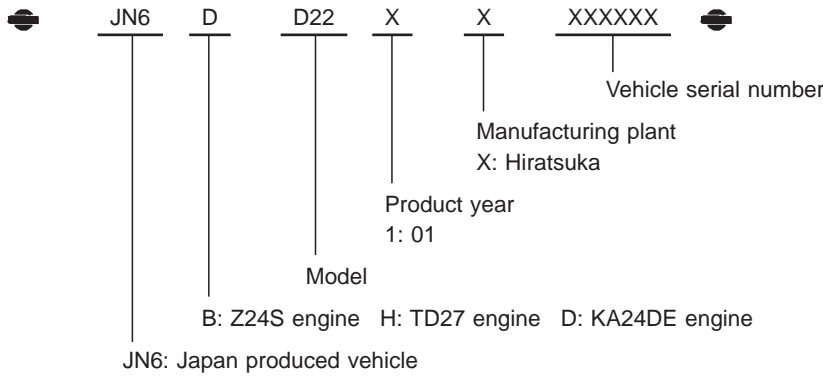 JN6 D D22 X X XXXXXX
Vehicle serial number
Manufacturing plant
X: Hiratsuka
Product year
1: 01
Model
B: Z24S engine H: TD27 engine D: KA24DE engine
JN6: Japan produced vehicle